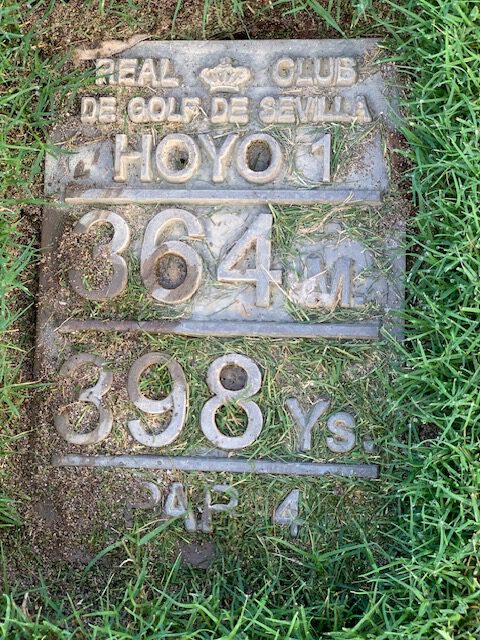 REAL CLUB
DE GOLF DE SEVILLA
HOYO 1
364 M.
398 Ys.
PAR 4